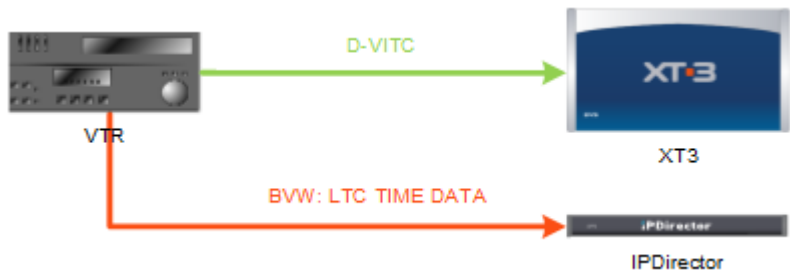 D-VITC
XT3
VTR
XT3
BVW: LTC TIME DATA
iPDirector
IPDirector